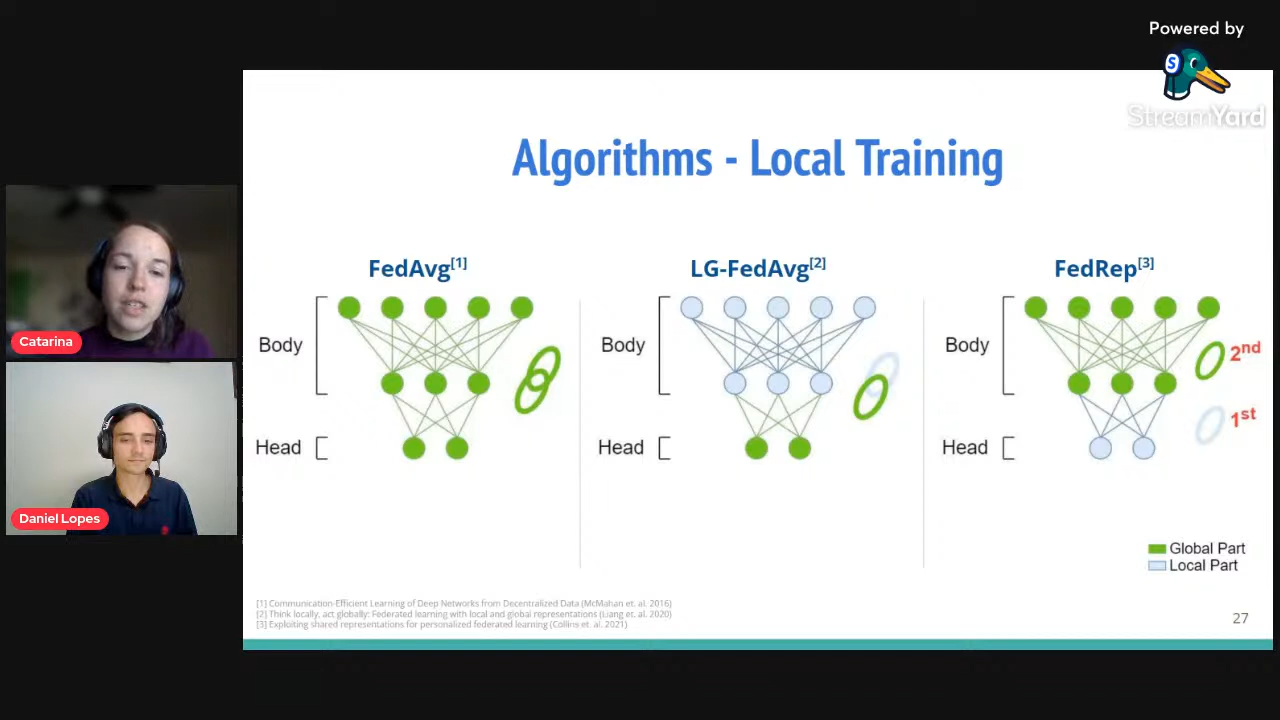 Powered by
S
StreamYard
Algorithms - Local Training
FedAvg[1]
LG-FedAvg[2]
FedRep[3]
Body
Body
Body
2nd
1st
Head
Head
Head
Catarina
Daniel Lopes
Global Part
Local Part
[1] Communication-Efficient Learning of Deep Networks from Decentralized Data (McMahan et. al. 2016)
[2] Think locally, act globally: Federated learning with local and global representations (Liang et. al. 2020)
[3] Exploiting shared representations for personalized federated learning (Collins et. al. 2021)
27